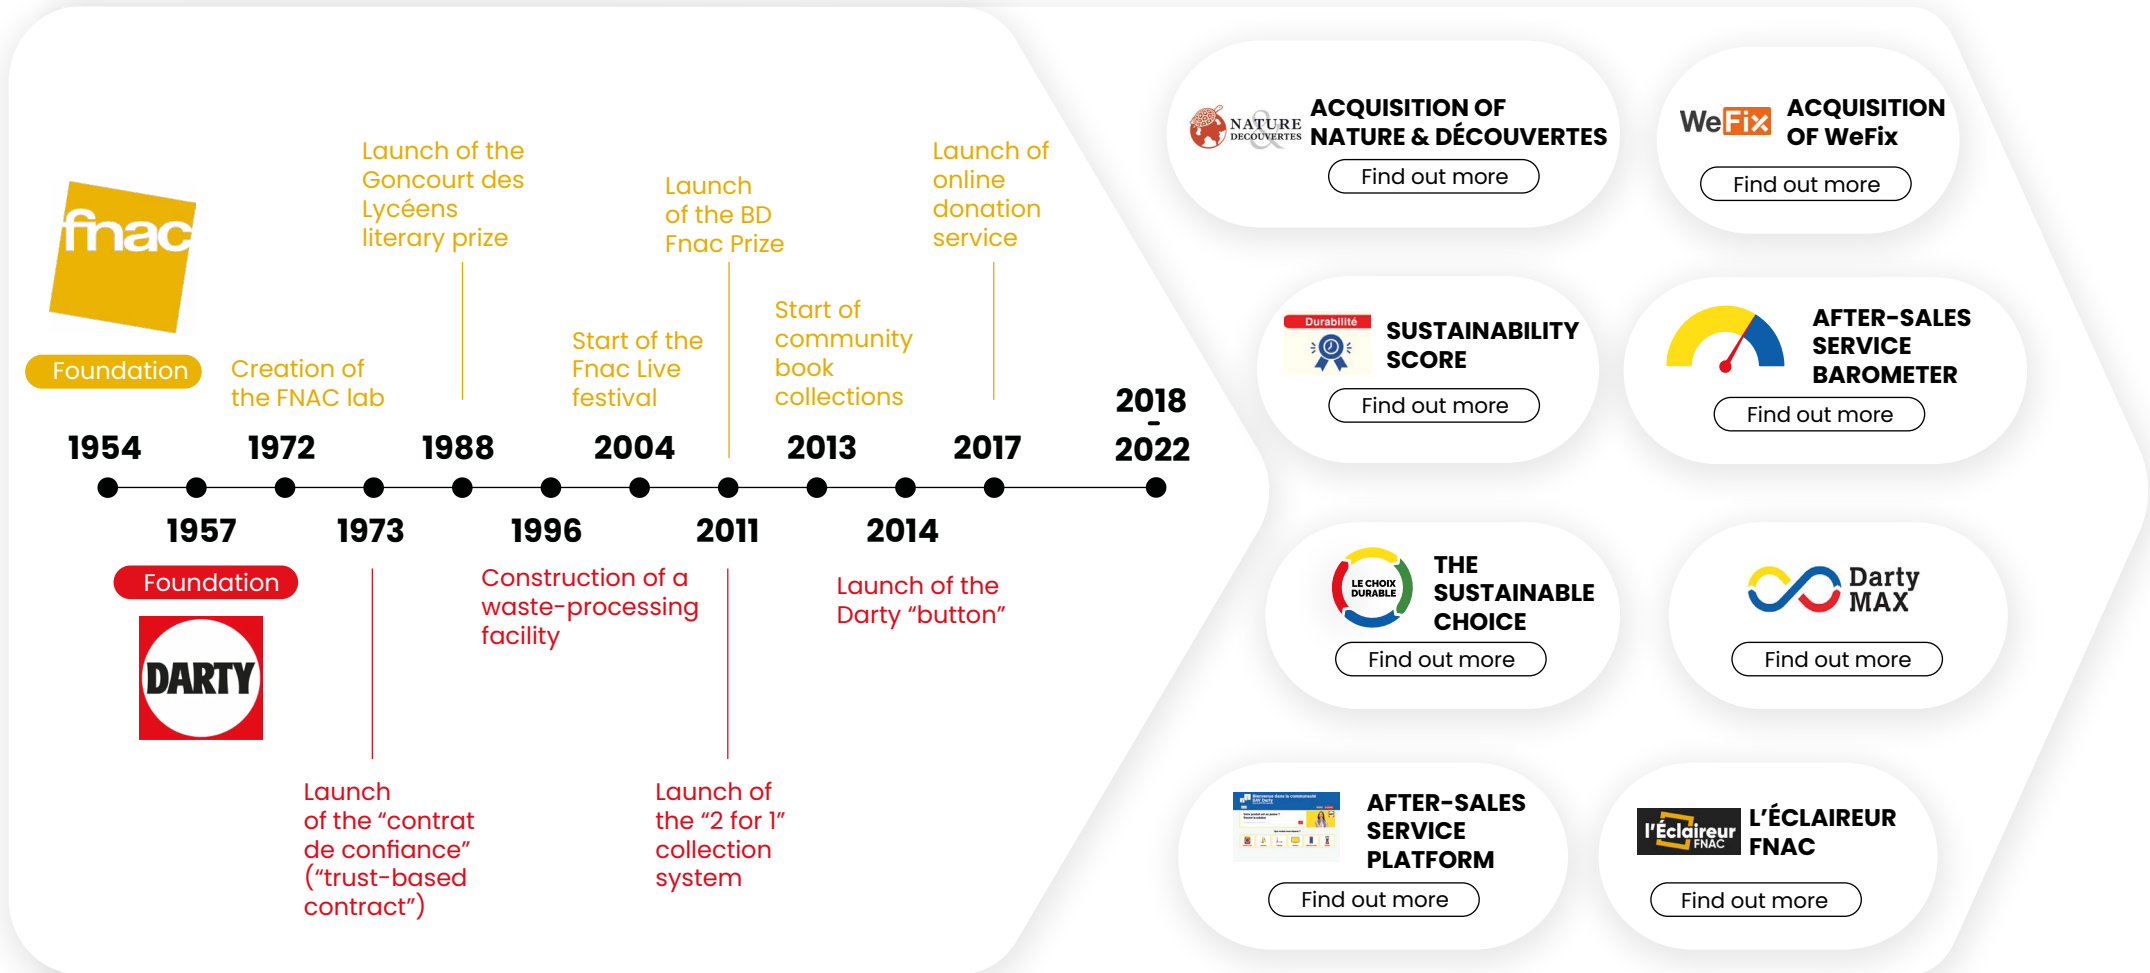 fnac
Foundation
Creation of
the FNAC lab
Launch of the
Goncourt des
Lycéens
literary prize
Start of the
Fnac Live
festival
Launch
of the BD
Fnac Prize
Start of
community
book
collections
Launch of
online
donation
service
1954
1972
1988
2004
2013
2017
2018
-
2022
1957
1973
1996
2011
2014
Foundation
DARTY
Launch
of the “contrat
de confiance”
(“trust-based
contract”)
Construction of a
waste-processing
facility
Launch of
the “2 for 1”
collection
system
Launch of the
Darty “button”
NATURE
&
DECOUVERTES
ACQUISITION OF
NATURE & DÉCOUVERTES
Find out more
WeFix
ACQUISITION
OF WeFix
Find out more
Durabilité
SUSTAINABILITY
SCORE
Find out more
AFTER-SALES
SERVICE
BAROMETER
Find out more
LE CHOIX
DURABLE
THE
SUSTAINABLE
CHOICE
Find out more
Darty
MAX
Find out more
Bienvenue dans la communauté
SAV Darty
AFTER-SALES
SERVICE
PLATFORM
Find out more
l'Éclaireur
FNAC
L’ÉCLAIREUR
FNAC
Find out more